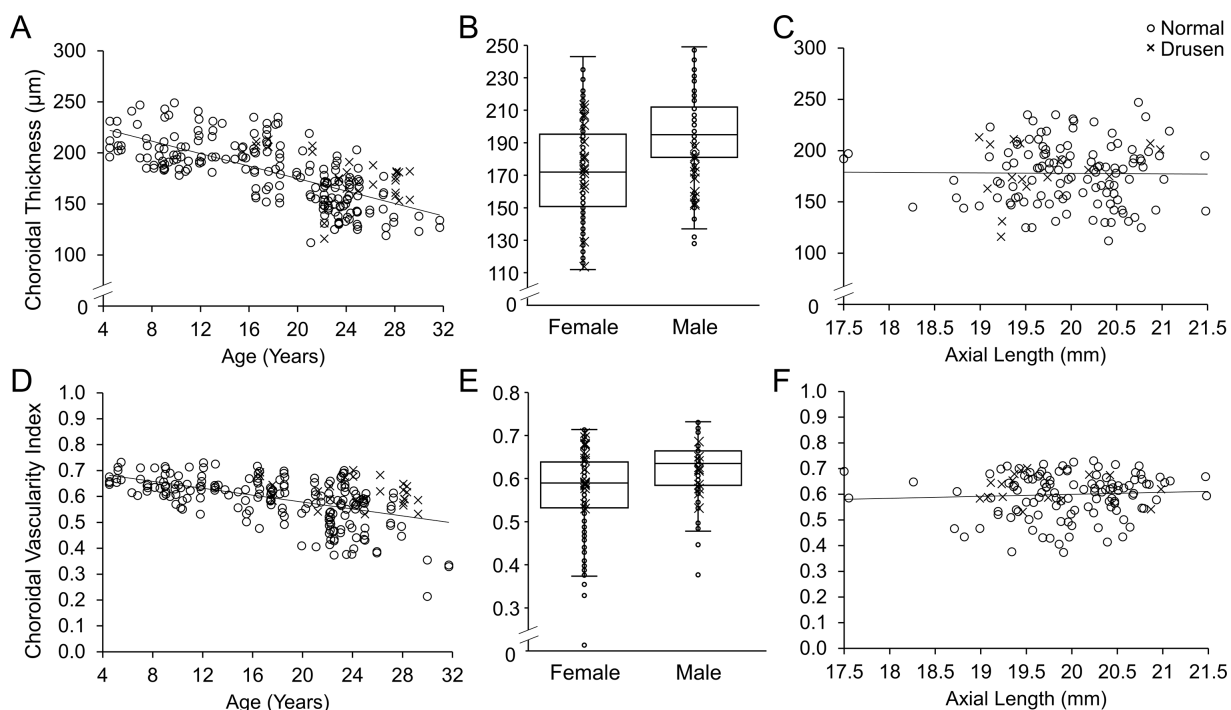 A
Choroidal Thickness (µm)
300
250
200
150
100
0
4 8 12 16 20 24 28 32
Age (Years)
B
250
230
210
190
170
150
130
110
0
Female Male
C
○ Normal
× Drusen
300
250
200
150
100
0
17.5 18 18.5 19 19.5 20 20.5 21 21.5
Axial Length (mm)
D
Choroidal Vascularity Index
1.0
0.9
0.8
0.7
0.6
0.5
0.4
0.3
0.2
0.1
0.0
4 8 12 16 20 24 28 32
Age (Years)
E
0.8
0.7
0.6
0.5
0.4
0.3
0
Female Male
F
1.0
0.9
0.8
0.7
0.6
0.5
0.4
0.3
0.2
0.1
0.0
17.5 18 18.5 19 19.5 20 20.5 21 21.5
Axial Length (mm)